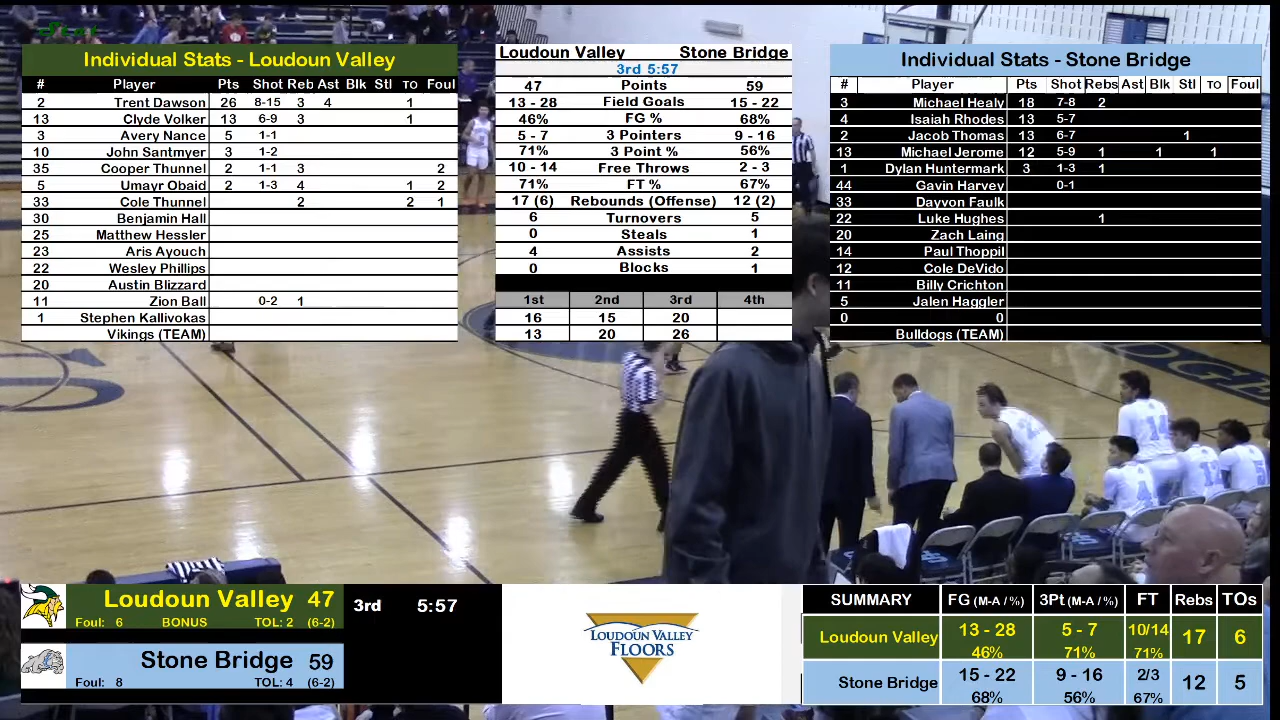 Individual Stats - Loudoun Valley
# Player Pts Shot Reb Ast Blk Stl TO Foul
2 Trent Dawson 26 8-15 3 4 1
13 Clyde Volker 13 6-9 3 1
3 Avery Nance 5 1-1
10 John Santmyer 3 1-2
35 Cooper Thunnel 2 1-1 3 2
5 Umayr Obaid 2 1-3 4 1 2
33 Cole Thunnel 2 2 1
30 Benjamin Hall
25 Matthew Hessler
23 Aris Ayouch
22 Wesley Phillips
20 Austin Blizzard
11 Zion Ball 0-2 1
1 Stephen Kallivokas
Vikings (TEAM)
Loudoun Valley Stone Bridge
3rd 5:57
47 Points 59
13 - 28 Field Goals 15 - 22
46% FG % 68%
5 - 7 3 Pointers 9 - 16
71% 3 Point % 56%
10 - 14 Free Throws 2 - 3
71% FT % 67%
17 (6) Rebounds (Offense) 12 (2)
6 Turnovers 5
0 Steals 1
4 Assists 2
0 Blocks 1
1st 2nd 3rd 4th
16 15 20
13 20 26
Individual Stats - Stone Bridge
# Player Pts Shot Rebs Ast Blk Stl TO Foul
3 Michael Healy 18 7-8 2
4 Isaiah Rhodes 13 5-7
2 Jacob Thomas 13 6-7 1
13 Michael Jerome 12 5-9 1 1 1
1 Dylan Huntermark 3 1-3 1
44 Gavin Harvey 0-1
33 Dayvon Faulk
22 Luke Hughes 1
20 Zach Laing
14 Paul Thoppil
12 Cole DeVido
11 Billy Crichton
5 Jalen Haggler
0 0
Bulldogs (TEAM)
Loudoun Valley 47
Foul: 6 BONUS TOL: 2 (6-2)
Stone Bridge 59
Foul: 8 TOL: 4 (6-2)
3rd 5:57
LOUDOUN VALLEY
FLOORS
SUMMARY FG (M-A / %) 3Pt (M-A / %) FT Rebs TOs
Loudoun Valley 13 - 28 46% 5 - 7 71% 10/14 71% 17 6
Stone Bridge 15 - 22 68% 9 - 16 56% 2/3 67% 12 5